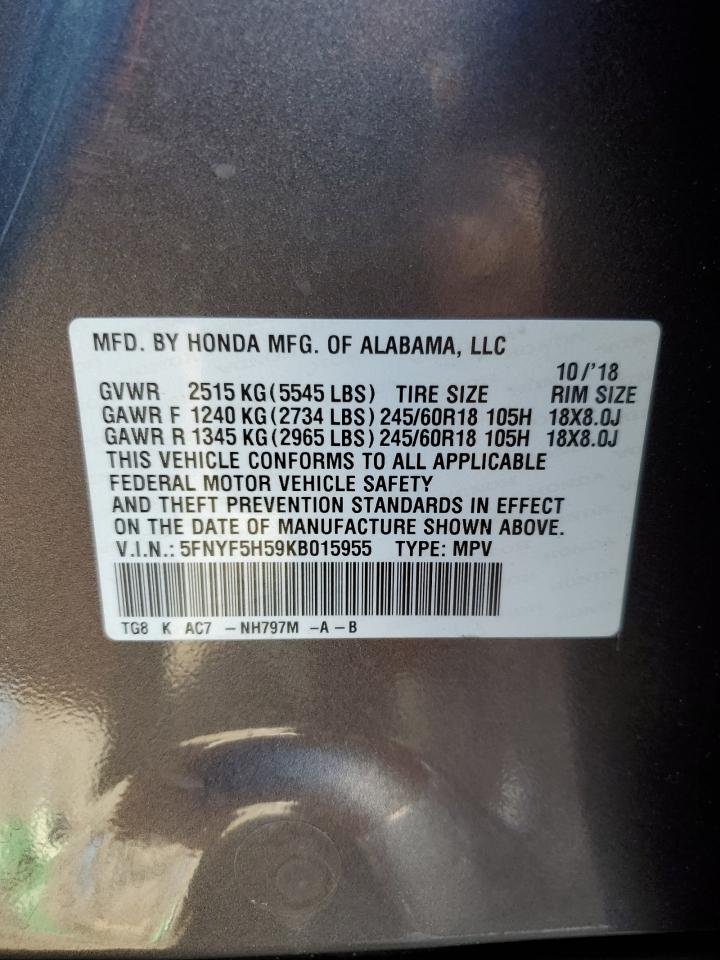 MFD. BY HONDA MFG. OF ALABAMA, LLC
10/'18
GVWR 2515 KG (5545 LBS) TIRE SIZE RIM SIZE
GAWR F 1240 KG (2734 LBS) 245/60R18 105H 18X8.0J
GAWR R 1345 KG (2965 LBS) 245/60R18 105H 18X8.0J
THIS VEHICLE CONFORMS TO ALL APPLICABLE
FEDERAL MOTOR VEHICLE SAFETY
AND THEFT PREVENTION STANDARDS IN EFFECT
ON THE DATE OF MANUFACTURE SHOWN ABOVE.
V.I.N.: 5FNYF5H59KB015955 TYPE: MPV
TG8 K AC7 -NH797M -A-B